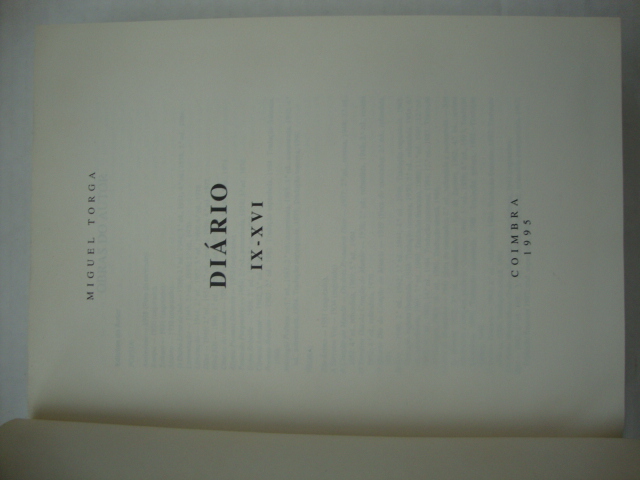 MIGUEL TORGA
DIÁRIO
IX-XVI
COIMBRA
1995